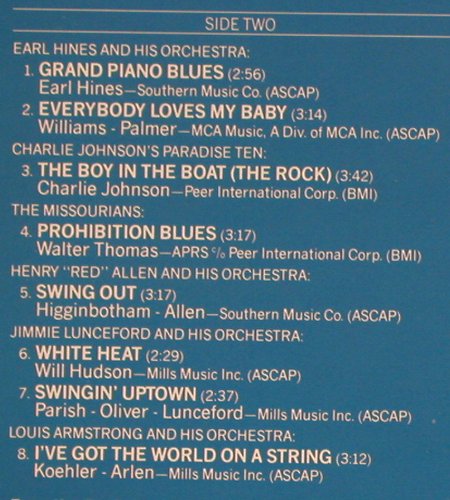 SIDE TWO
EARL HINES AND HIS ORCHESTRA:
1. GRAND PIANO BLUES (2:56)
Earl Hines—Southern Music Co. (ASCAP)
2. EVERYBODY LOVES MY BABY (3:14)
Williams - Palmer—MCA Music, A Div. of MCA Inc. (ASCAP)
CHARLIE JOHNSON'S PARADISE TEN:
3. THE BOY IN THE BOAT (THE ROCK) (3:42)
Charlie Johnson—Peer International Corp. (BMI)
THE MISSOURIANS:
4. PROHIBITION BLUES (3:17)
Walter Thomas—APRS c/o Peer International Corp. (BMI)
HENRY "RED" ALLEN AND HIS ORCHESTRA:
5. SWING OUT (3:17)
Higginbotham - Allen—Southern Music Co. (ASCAP)
JIMMIE LUNCEFORD AND HIS ORCHESTRA:
6. WHITE HEAT (2:29)
Will Hudson—Mills Music Inc. (ASCAP)
7. SWINGIN' UPTOWN (2:37)
Parish - Oliver - Lunceford—Mills Music Inc. (ASCAP)
LOUIS ARMSTRONG AND HIS ORCHESTRA:
8. I'VE GOT THE WORLD ON A STRING (3:12)
Koehler - Arlen—Mills Music Inc. (ASCAP)